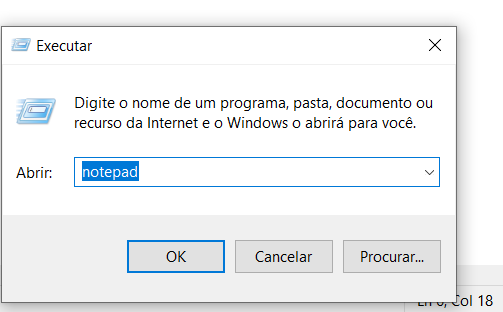 Executar
Digite o nome de um programa, pasta, documento ou
recurso da Internet e o Windows o abrirá para você.
Abrir: notepad
OK Cancelar Procurar...
Col 18